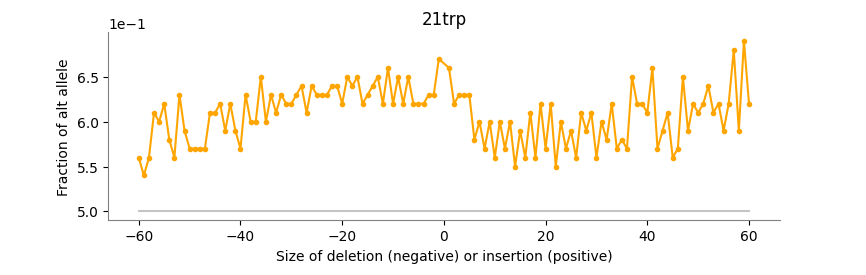 21trp
1e−1
Fraction of alt allele
6.5
6.0
5.5
5.0
−60
−40
−20
0
20
40
60
Size of deletion (negative) or insertion (positive)